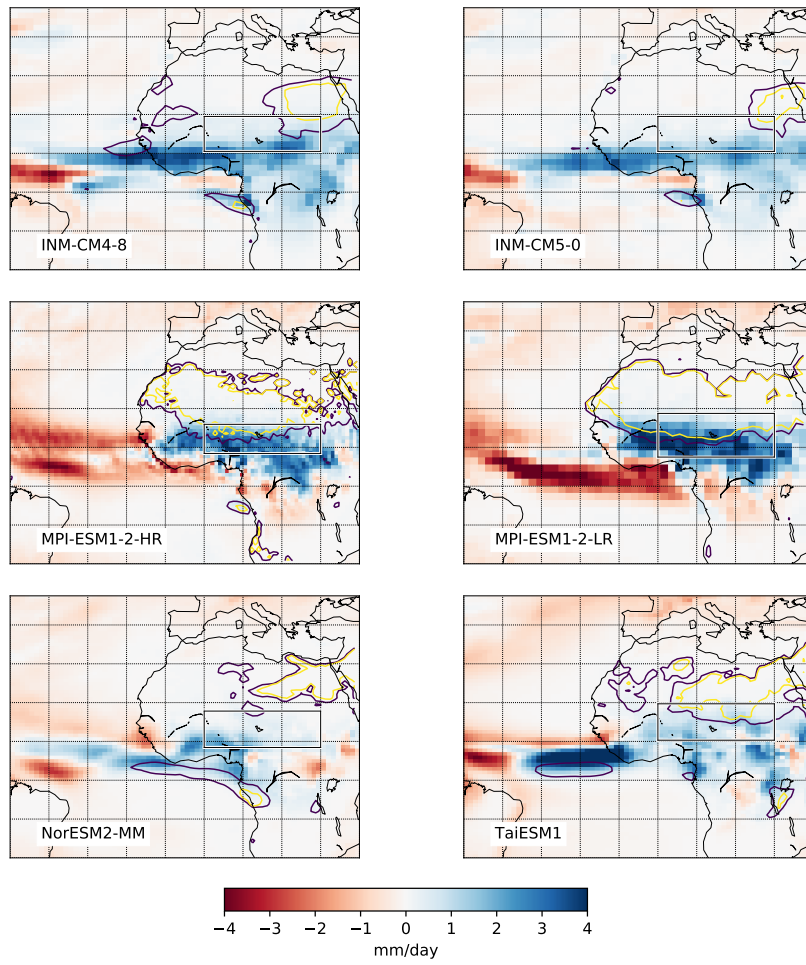 INM-CM4-8
INM-CM5-0
MPI-ESM1-2-HR
MPI-ESM1-2-LR
NorESM2-MM
TaiESM1
−4 −3 −2 −1 0 1 2 3 4
mm/day